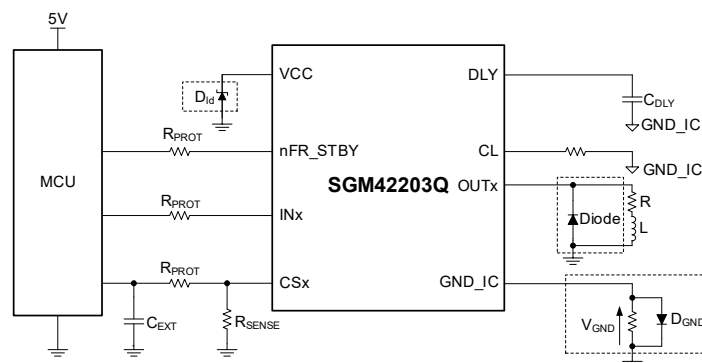 5V
VCC
DLY
D_ld
C_DLY
GND_IC
R_PROT
nFR_STBY
CL
GND_IC
MCU
SGM42203Q
OUTx
R_PROT
INx
Diode
R
L
R_PROT
CSx
GND_IC
C_EXT
R_SENSE
V_GND
D_GND